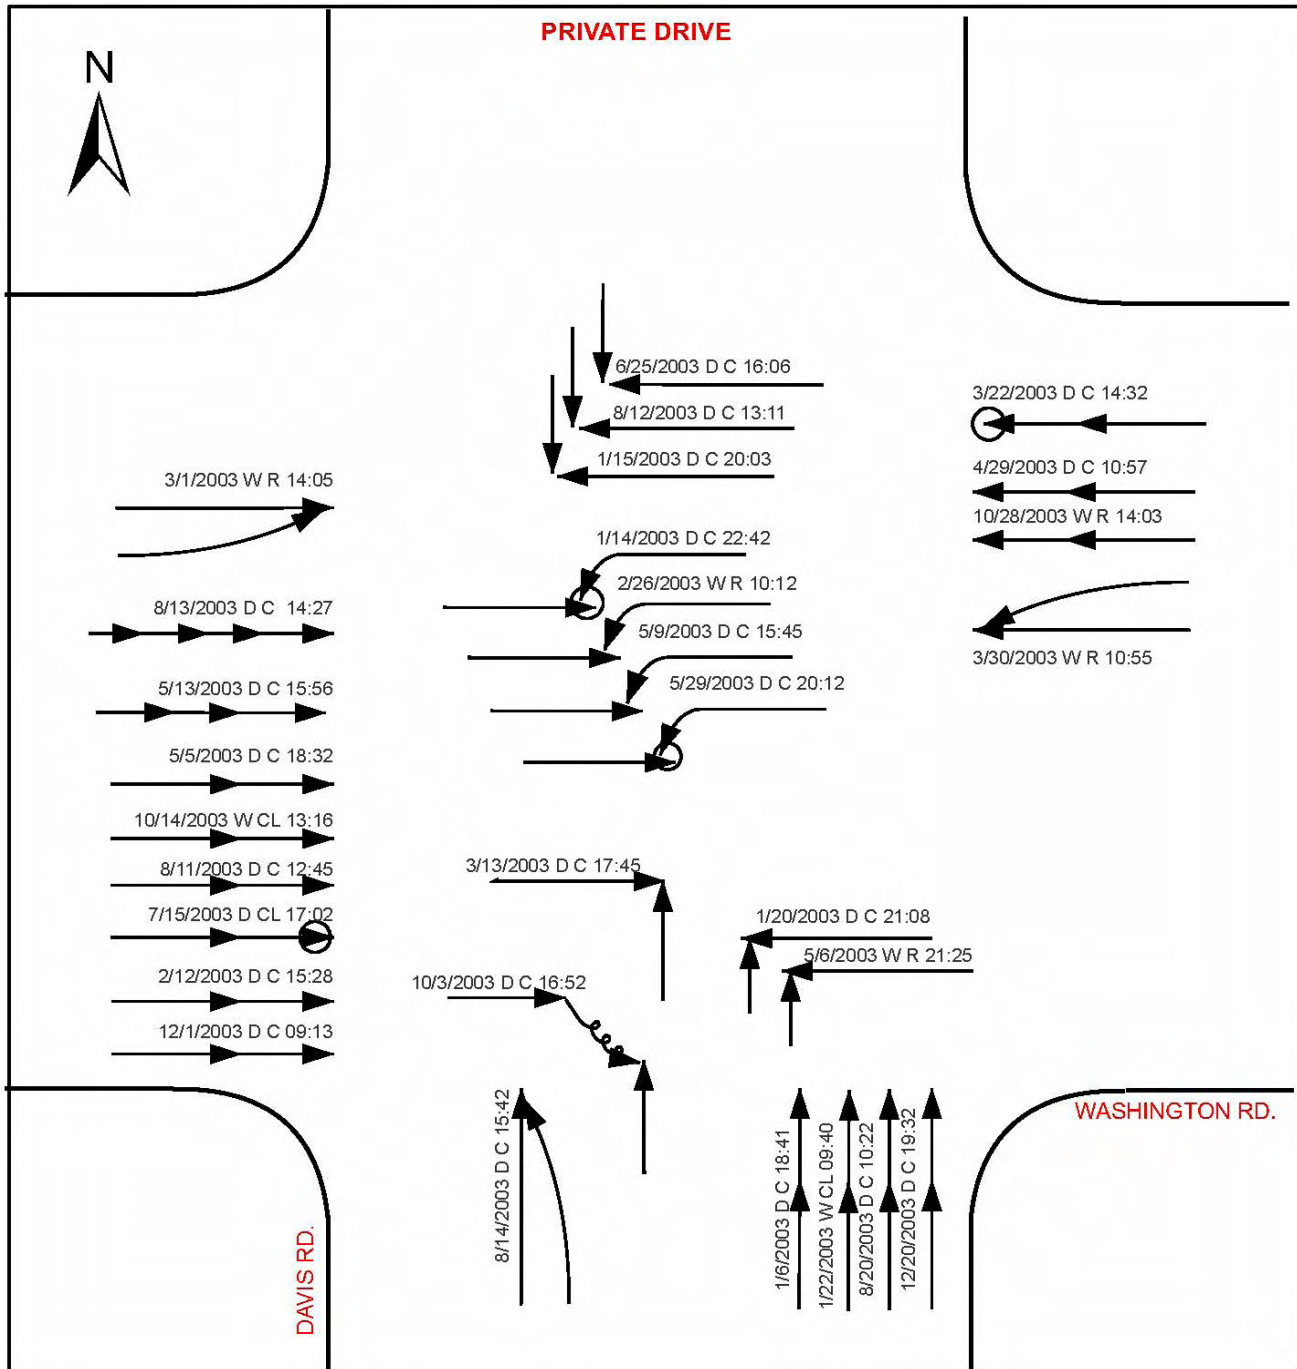 PRIVATE DRIVE
N
6/25/2003 D C 16:06
8/12/2003 D C 13:11
1/15/2003 D C 20:03
3/22/2003 D C 14:32
4/29/2003 D C 10:57
10/28/2003 W R 14:03
3/30/2003 W R 10:55
3/1/2003 W R 14:05
8/13/2003 D C 14:27
5/13/2003 D C 15:56
5/5/2003 D C 18:32
10/14/2003 W CL 13:16
8/11/2003 D C 12:45
7/15/2003 D CL 17:02
2/12/2003 D C 15:28
12/1/2003 D C 09:13
1/14/2003 D C 22:42
2/26/2003 W R 10:12
5/9/2003 D C 15:45
5/29/2003 D C 20:12
3/13/2003 D C 17:45
10/3/2003 D C 16:52
1/20/2003 D C 21:08
5/6/2003 W R 21:25
8/14/2003 D C 15:42
1/6/2003 D C 18:41
1/22/2003 W CL 09:40
8/20/2003 D C 10:22
12/20/2003 D C 19:32
DAVIS RD.
WASHINGTON RD.